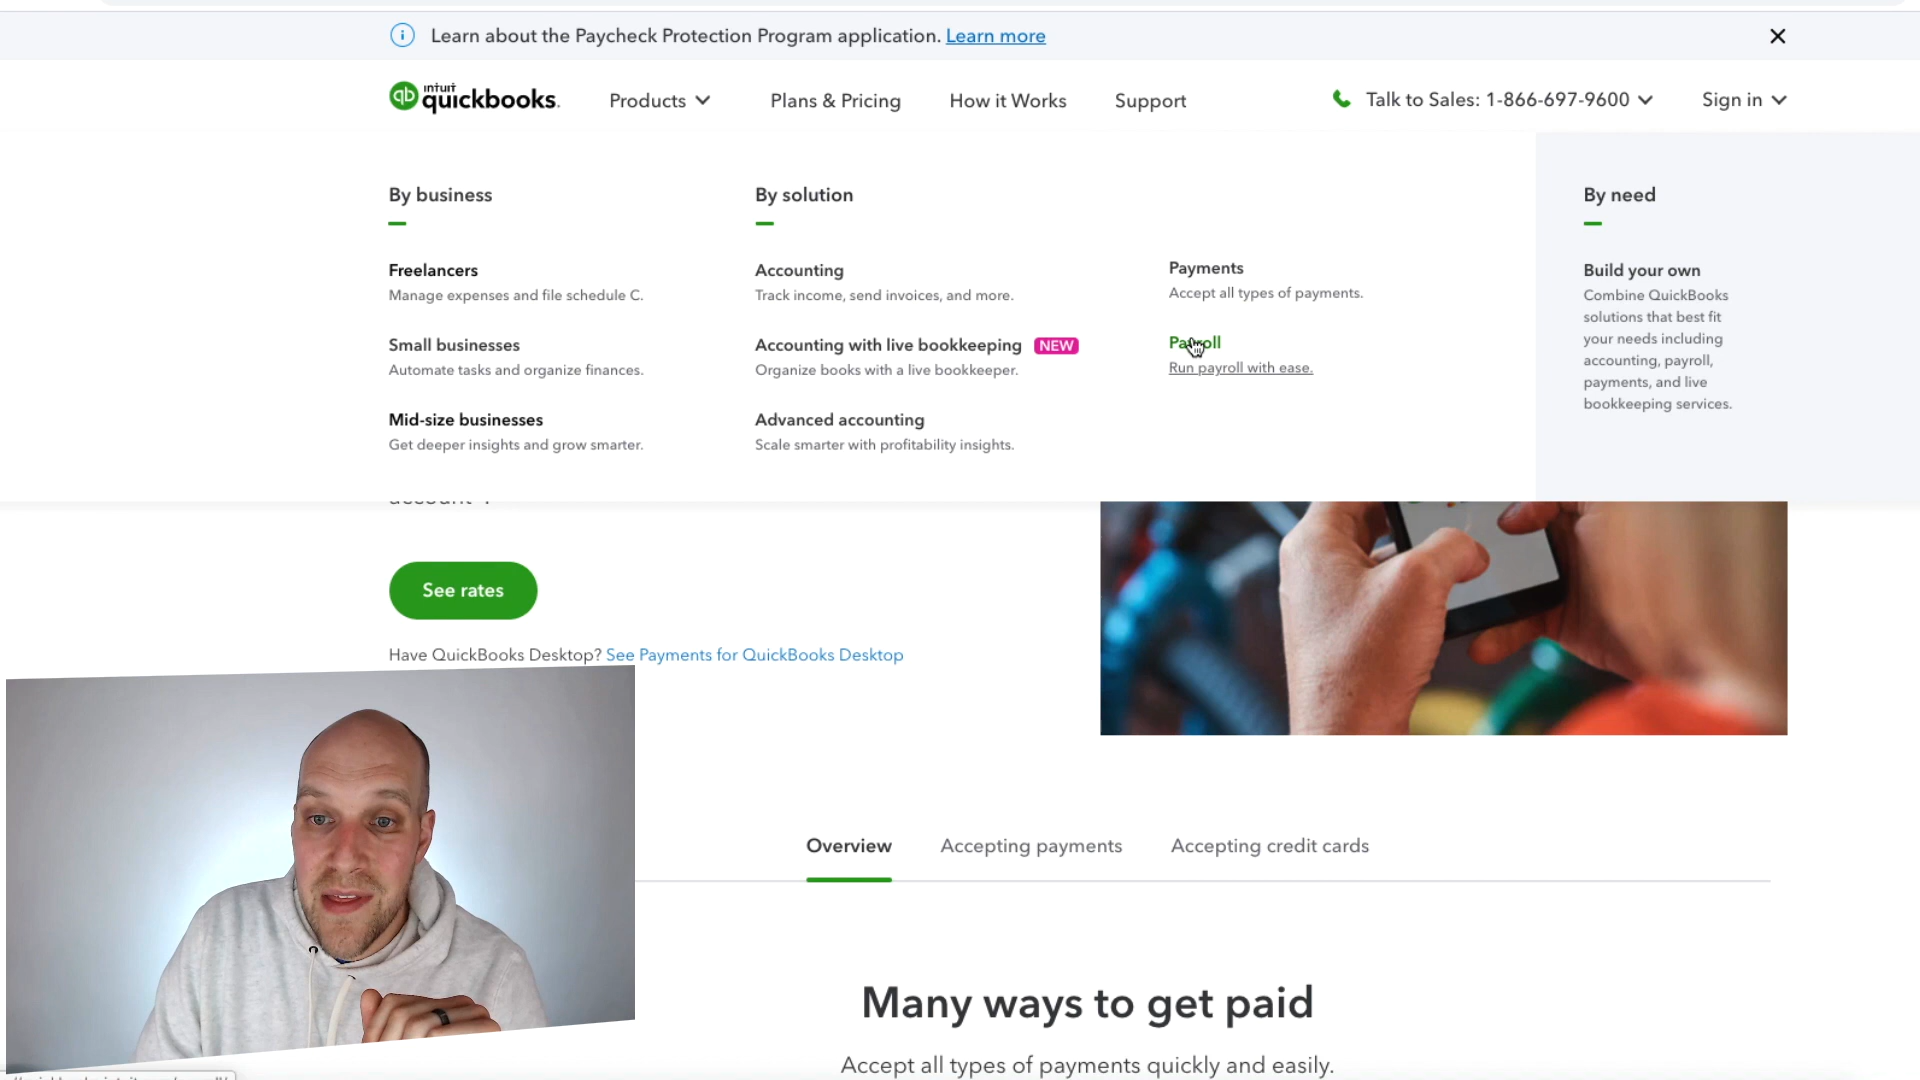 Learn about the Paycheck Protection Program application. Learn more
intuit
quickbooks.
Products
Plans & Pricing
How it Works
Support
Talk to Sales: 1-866-697-9600
Sign in
By business
Freelancers
Manage expenses and file schedule C.
Small businesses
Automate tasks and organize finances.
Mid-size businesses
Get deeper insights and grow smarter.
By solution
Accounting
Track income, send invoices, and more.
Accounting with live bookkeeping NEW
Organize books with a live bookkeeper.
Advanced accounting
Scale smarter with profitability insights.
Payments
Accept all types of payments.
Payroll
Run payroll with ease.
By need
Build your own
Combine QuickBooks
solutions that best fit
your needs including
accounting, payroll,
payments, and live
bookkeeping services.
See rates
Have QuickBooks Desktop? See Payments for QuickBooks Desktop
Overview
Accepting payments
Accepting credit cards
Many ways to get paid
Accept all types of payments quickly and easily.